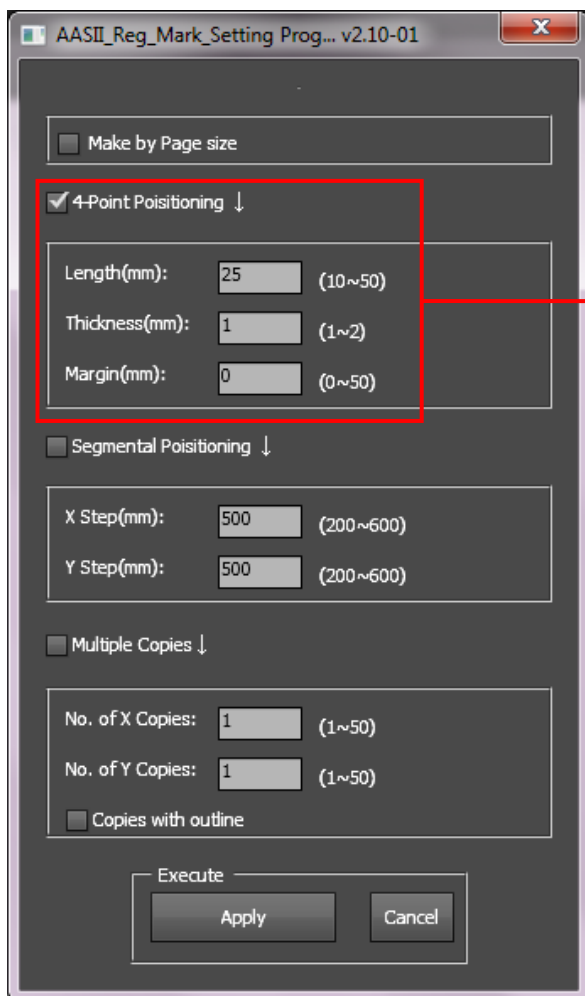 AASII_Reg_Mark_Setting Prog... v2.10-01
Make by Page size
4-Point Poisitioning ↓
Length(mm): 25 (10~50)
Thickness(mm): 1 (1~2)
Margin(mm): 0 (0~50)
Segmental Poisitioning ↓
X Step(mm): 500 (200~600)
Y Step(mm): 500 (200~600)
Multiple Copies ↓
No. of X Copies: 1 (1~50)
No. of Y Copies: 1 (1~50)
Copies with outline
Execute
Apply Cancel